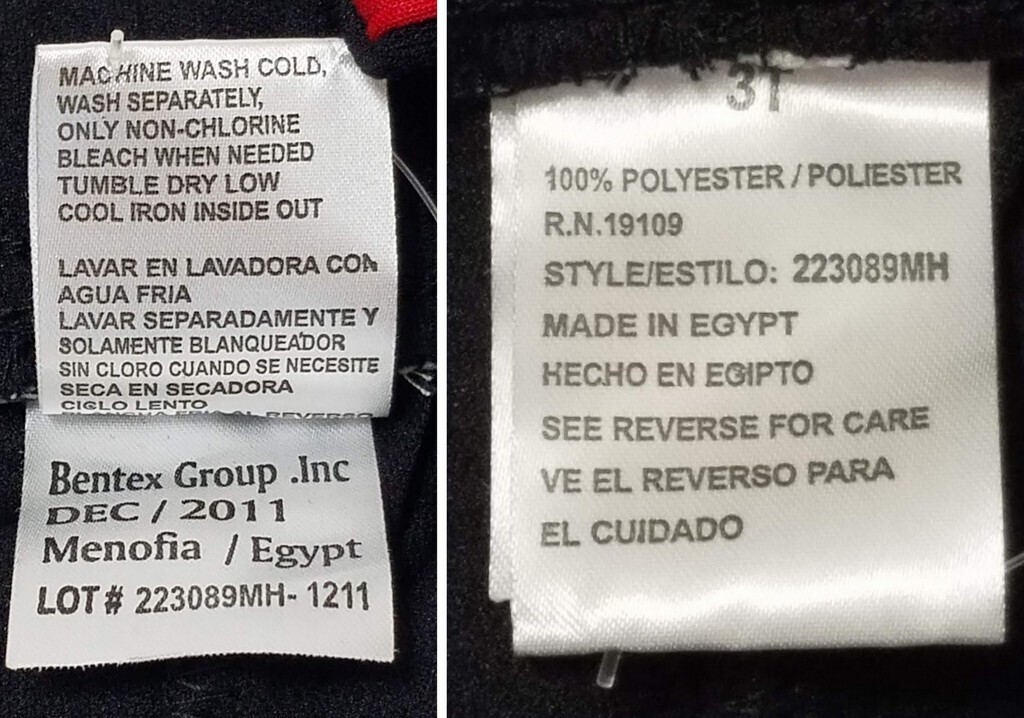 MACHINE WASH COLD,
WASH SEPARATELY,
ONLY NON-CHLORINE
BLEACH WHEN NEEDED
TUMBLE DRY LOW
COOL IRON INSIDE OUT
LAVAR EN LAVADORA CON
AGUA FRIA
LAVAR SEPARADAMENTE Y
SOLAMENTE BLANQUEADOR
SIN CLORO CUANDO SE NECESITE
SECA EN SECADORA
CICLO LENTO
AL REVERSO
Bentex Group .Inc
DEC / 2011
Menofia / Egypt
LOT# 223089MH- 1211
3T
100% POLYESTER / POLIESTER
R.N.19109
STYLE/ESTILO: 223089MH
MADE IN EGYPT
HECHO EN EGIPTO
SEE REVERSE FOR CARE
VE EL REVERSO PARA
EL CUIDADO